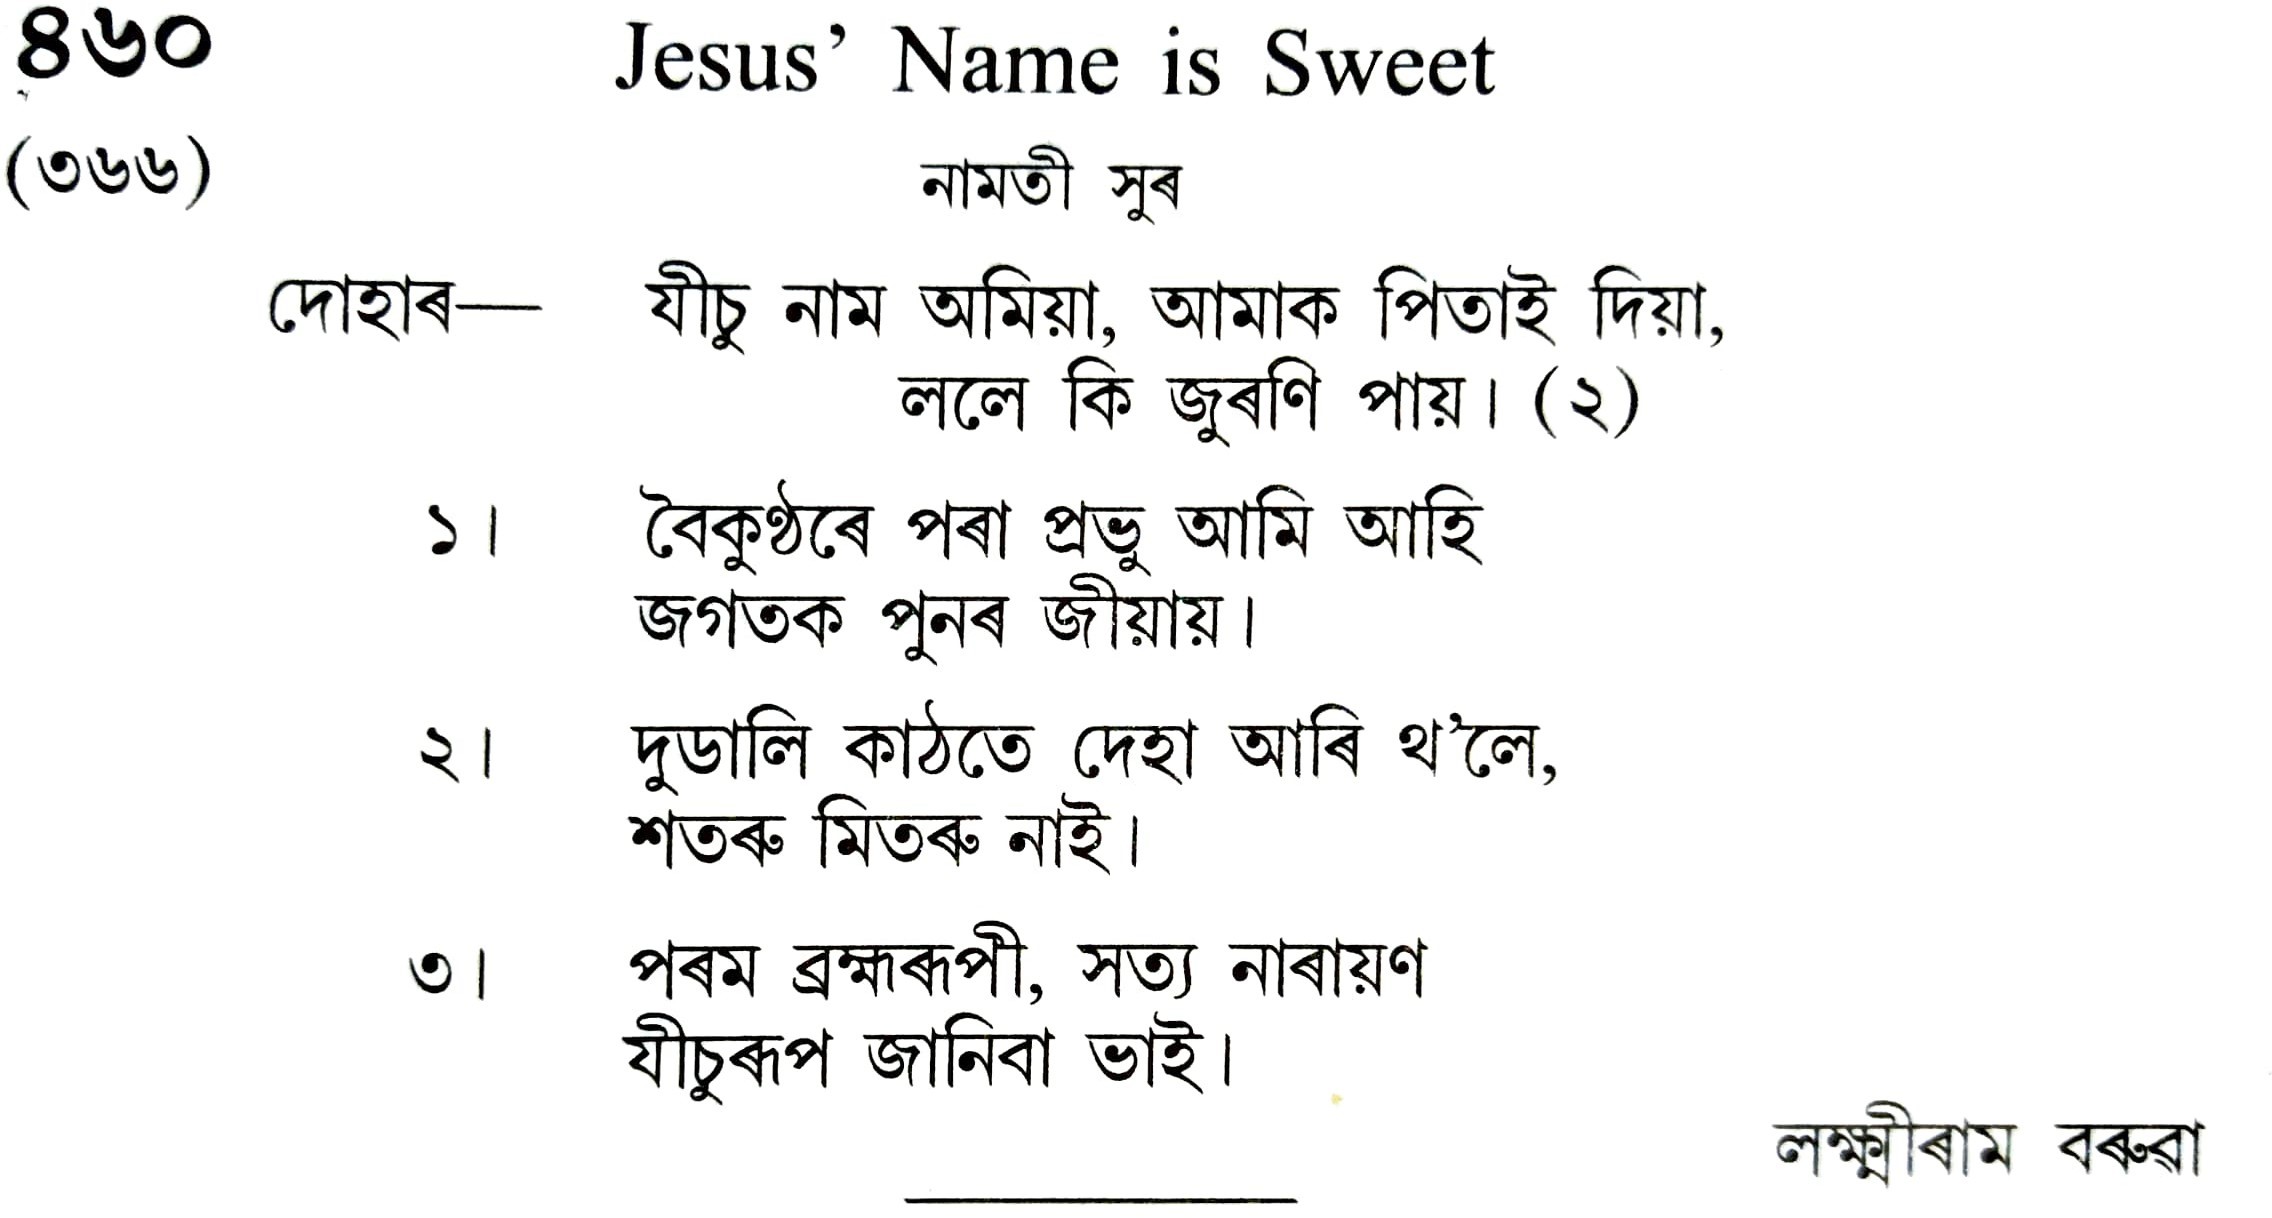 ৪৬০ Jesus’ Name is Sweet
(৩৬৬) নামতী সুৰ
দোহাৰ— যীচু নাম অমিয়া, আমাক পিতাই দিয়া,
ললে কি জুৰণি পায়। (২)
১। বৈকুণ্ঠৰে পৰা প্ৰভু আমি আহি
জগতক পুনৰ জীয়ায়।
২। দুডালি কাঠতে দেহা আৰি থ’লে,
শতৰু মিতৰু নাই।
৩। পৰম ব্ৰহ্মৰূপী, সত্য নাৰায়ণ
যীচুৰূপ জানিবা ভাই।
লক্ষ্মীৰাম বৰুৱা